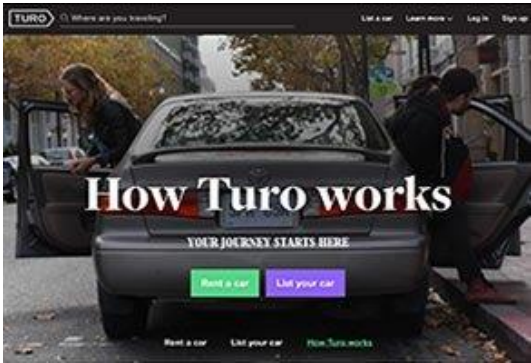 TURO Where are you traveling? List a car Learn more Log in Sign up
How Turo works
YOUR JOURNEY STARTS HERE
Rent a car List your car
Rent a car List your car How Turo works